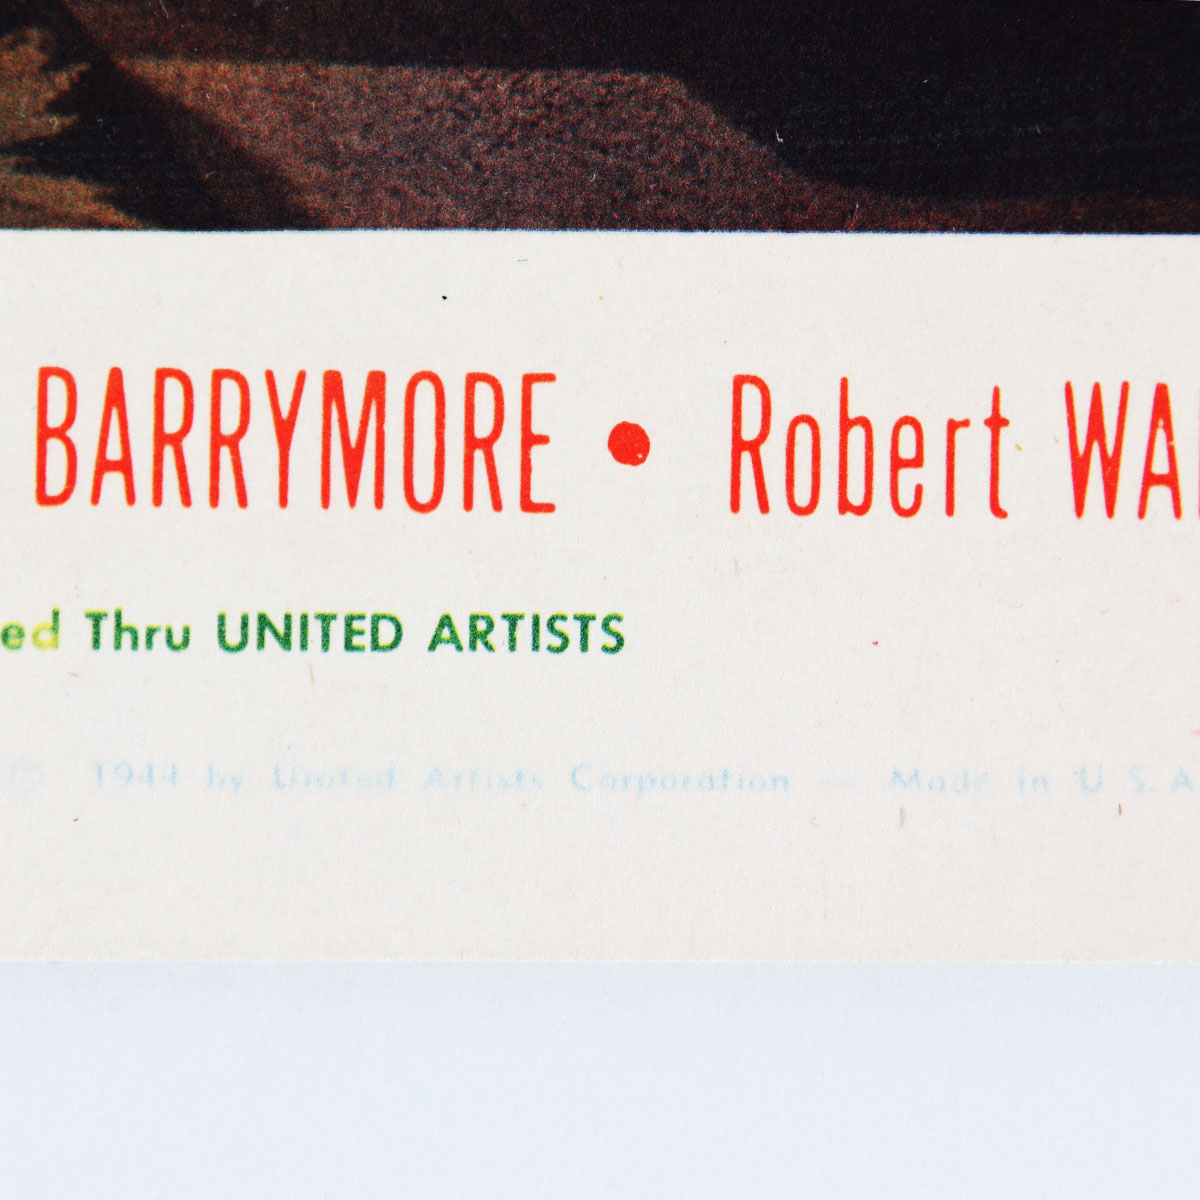 BARRYMORE • Robert WA
ed Thru UNITED ARTISTS
© 1944 by United Artists Corporation — Made in U S A